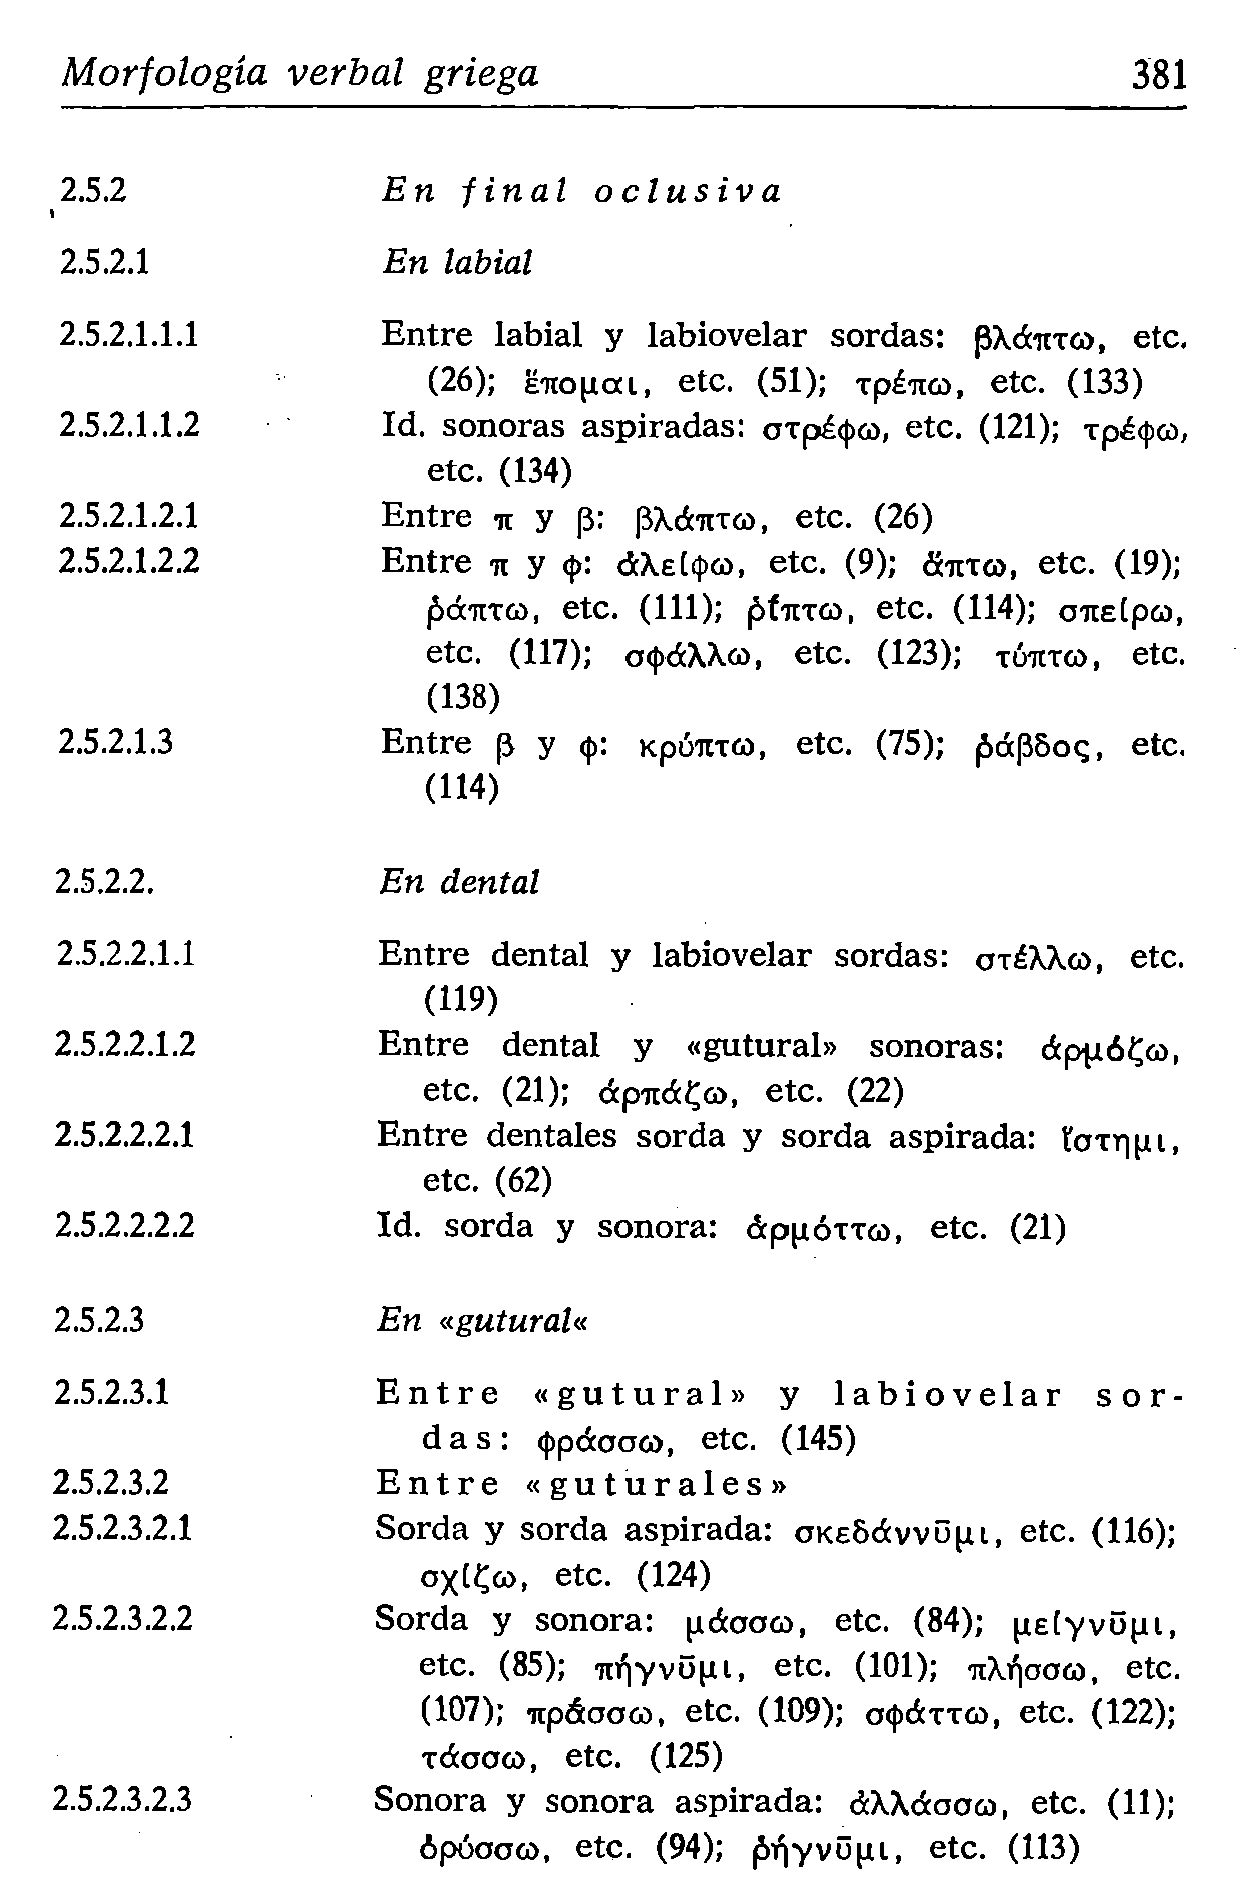 Morfología verbal griega 381
2.5.2 En final oclusiva
2.5.2.1 En labial
2.5.2.1.1.1 Entre labial y labiovelar sordas: βλάπτω, etc.
(26); ἕπομαι, etc. (51); τρέπω, etc. (133)
2.5.2.1.1.2 Id. sonoras aspiradas: στρέφω, etc. (121); τρέφω,
etc. (134)
2.5.2.1.2.1 Entre π y β: βλάπτω, etc. (26)
2.5.2.1.2.2 Entre π y φ: ἀλείφω, etc. (9); ἅπτω, etc. (19);
ῥάπτω, etc. (111); ῥίπτω, etc. (114); σπείρω,
etc. (117); σφάλλω, etc. (123); τύπτω, etc.
(138)
2.5.2.1.3 Entre β y φ: κρύπτω, etc. (75); ῥάβδος, etc.
(114)
2.5.2.2. En dental
2.5.2.2.1.1 Entre dental y labiovelar sordas: στέλλω, etc.
(119)
2.5.2.2.1.2 Entre dental y «gutural» sonoras: ἁρμόζω,
etc. (21); ἁρπάζω, etc. (22)
2.5.2.2.2.1 Entre dentales sorda y sorda aspirada: ἵστημι,
etc. (62)
2.5.2.2.2.2 Id. sorda y sonora: ἁρμόττω, etc. (21)
2.5.2.3 En «gutural«
2.5.2.3.1 Entre «gutural» y labiovelar sor-
das: φράσσω, etc. (145)
2.5.2.3.2 Entre «guturales»
2.5.2.3.2.1 Sorda y sorda aspirada: σκεδάννῡμι, etc. (116);
σχίζω, etc. (124)
2.5.2.3.2.2 Sorda y sonora: μάσσω, etc. (84); μείγνῡμι,
etc. (85); πήγνῡμι, etc. (101); πλήσσω, etc.
(107); πρᾱ́σσω, etc. (109); σφάττω, etc. (122);
τάσσω, etc. (125)
2.5.2.3.2.3 Sonora y sonora aspirada: ἀλλάσσω, etc. (11);
ὀρύσσω, etc. (94); ῥήγνῡμι, etc. (113)